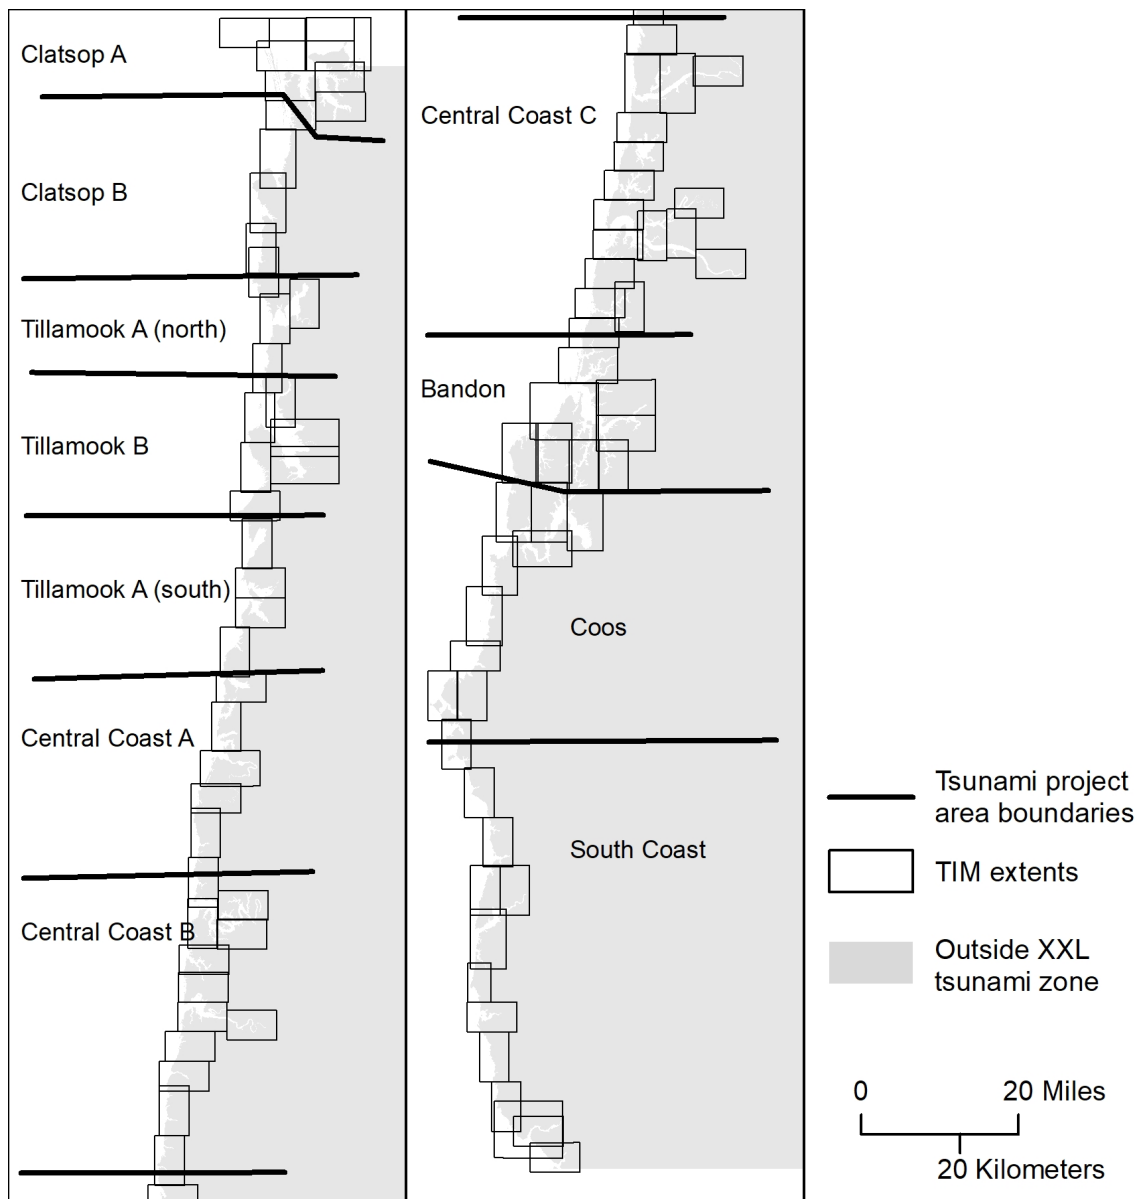 Clatsop A
Clatsop B
Tillamook A (north)
Tillamook B
Tillamook A (south)
Central Coast A
Central Coast B
Central Coast C
Bandon
Coos
South Coast
Tsunami project
area boundaries
TIM extents
Outside XXL
tsunami zone
0 20 Miles
20 Kilometers